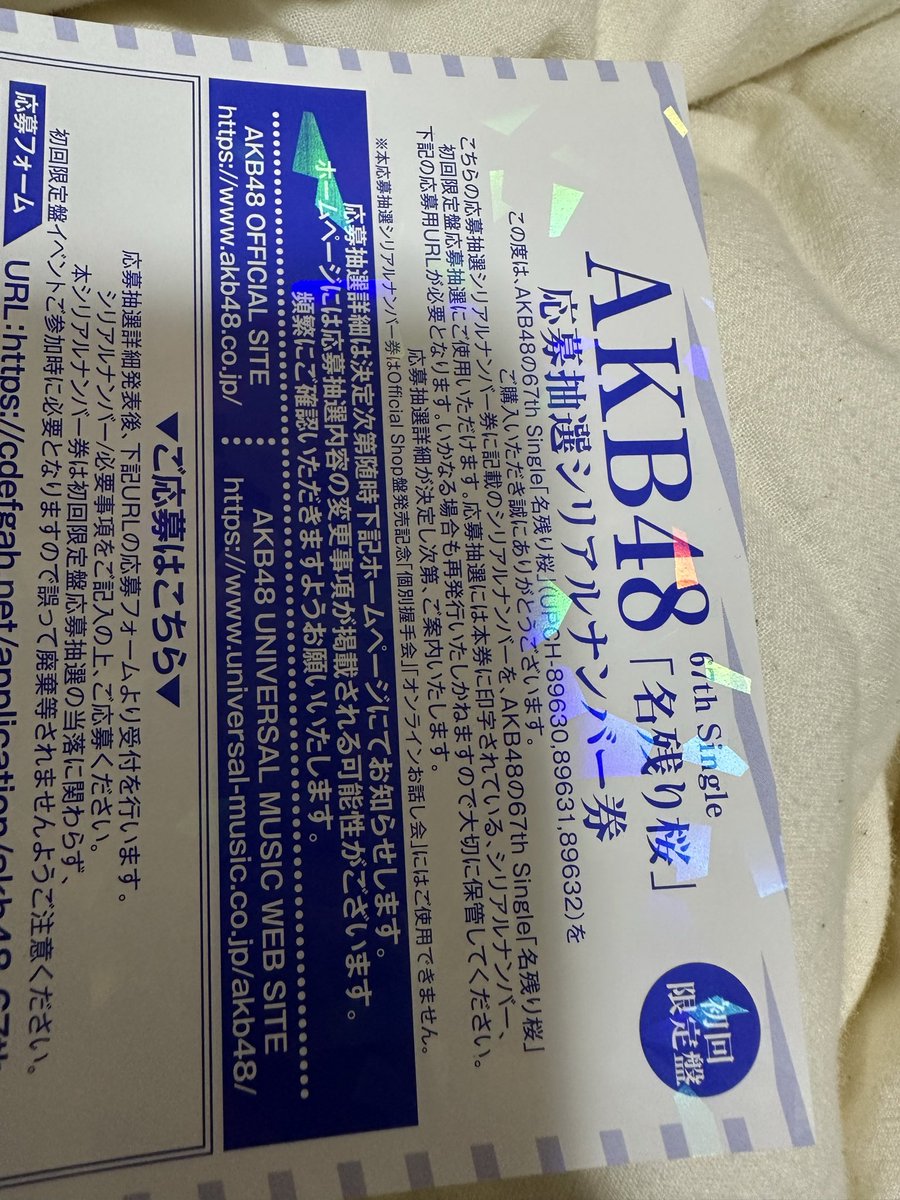 67th Single
AKB48「名残り桜」
応募抽選シリアルナンバー券
初回
限定盤
この度は、AKB48の67th Single「名残り桜」(UPCH-89630,89631,89632)を
ご購入いただき誠にありがとうございます。
こちらの応募抽選シリアルナンバー券に記載のシリアルナンバーを、AKB48の67th Single「名残り桜」
初回限定盤応募抽選にご使用いただけます。応募抽選には本券に印字されている、シリアルナンバー、
下記の応募用URLが必要となります。いかなる場合も再発行いたしかねますので大切に保管してください。
応募抽選詳細が決定し次第、ご案内いたします。
※本応募抽選シリアルナンバー券はOfficial Shop盤発売記念「個別握手会」「オンラインお話し会」にはご使用できません。
応募抽選詳細は決定次第随時下記ホームページにてお知らせします。
ホームページには応募抽選内容の変更事項が掲載される可能性がございます。
頻繁にご確認いただきますようお願いいたします。
AKB48 OFFICIAL SITE
https://www.akb48.co.jp/
AKB48 UNIVERSAL MUSIC WEB SITE
https://www.universal-music.co.jp/akb48/
▼ご応募はこちら▼
応募抽選詳細発表後、下記URLの応募フォームより受付を行います。
シリアルナンバー/必要事項をご記入の上、ご応募ください。
本シリアルナンバー券は初回限定盤応募抽選の当落に関わらず、
初回限定盤イベントご参加時に必要となりますので誤って廃棄等されませんようご注意ください。
応募フォーム
URL:https://cdefgah.net/application/akb48-67th